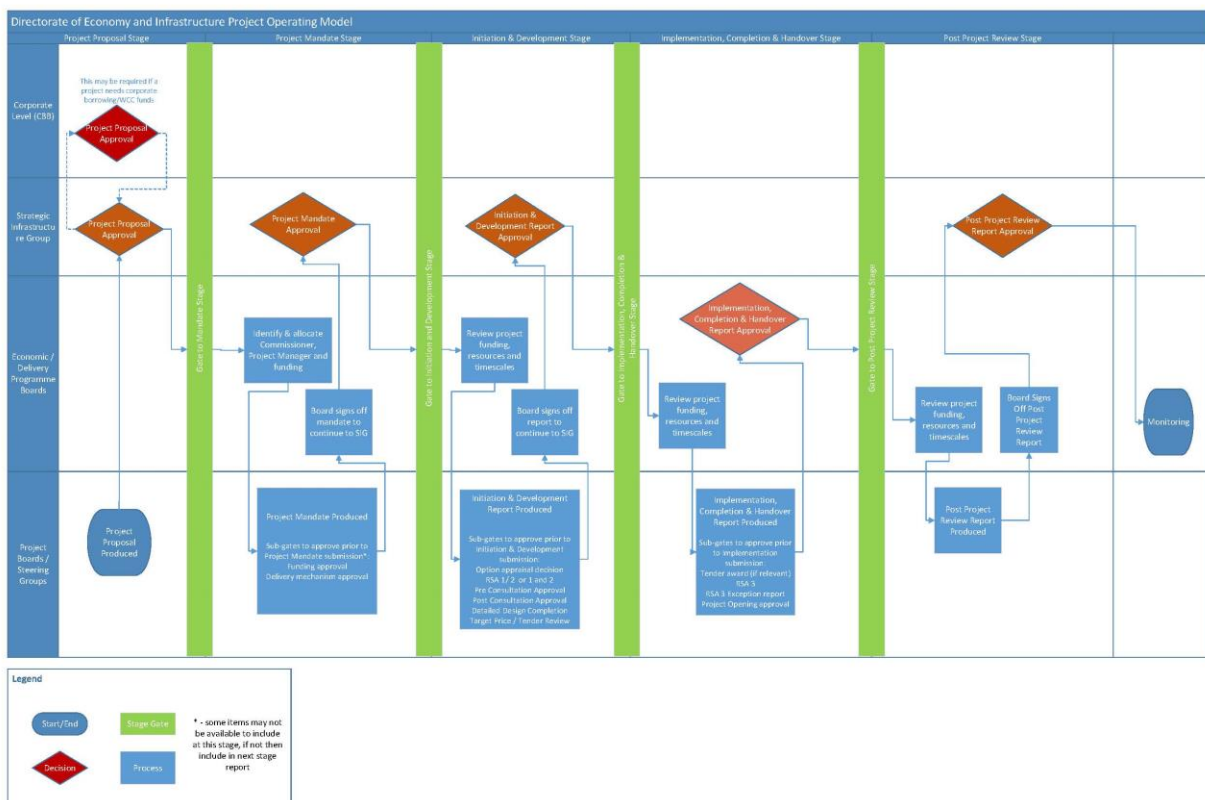 Directorate of Economy and Infrastructure Project Operating Model
Project Proposal Stage
Project Mandate Stage
Initiation & Development Stage
Implementation, Completion & Handover Stage
Post Project Review Stage
Corporate
Level (CBB)
This may be required if a
project needs corporate
borrowing/WCC funds
Project Proposal
Approval
Strategic
Infrastructu
re Group
Project Proposal
Approval
Project Mandate
Approval
Initiation &
Development Report
Approval
Post Project Review
Report Approval
Economic /
Delivery
Programme
Boards
Gate to Mandate Stage
Identify & allocate
Commissioner,
Project Manager and
funding
Board signs off
mandate to
continue to SIG
Gate to Initiation and Development Stage
Review project
funding,
resources and
timescales
Board signs off
report to
continue to SIG
Gate to Implementation, Completion &
Handover Stage
Implementation,
Completion & Handover
Report Approval
Review project
funding,
resources and
timescales
Gate to Post Project Review Stage
Review project
funding,
resources and
timescales
Board Signs
Off Post
Project
Review
Report
Monitoring
Project
Boards /
Steering
Groups
Project
Proposal
Produced
Project Mandate Produced
Sub-gates to approve prior to
Project Mandate submission*:
Funding approval
Delivery mechanism approval
Initiation & Development
Report Produced
Sub-gates to approve prior to
Initiation & Development
submission:
Option appraisal decision
RSA 1/ 2 or 1 and 2
Pre Consultation Approval
Post Consultation Approval
Detailed Design Completion
Target Price / Tender Review
Implementation,
Completion & Handover
Report Produced
Sub-gates to approve prior
to Implementation
submission:
Tender award (if relevant)
RSA 3
RSA 3 Exception report
Project Opening approval
Post Project
Review Report
Produced
Legend
Start/End
Stage Gate
Decision
Process
* - some items may not
be available to include
at this stage, if not then
include in next stage
report